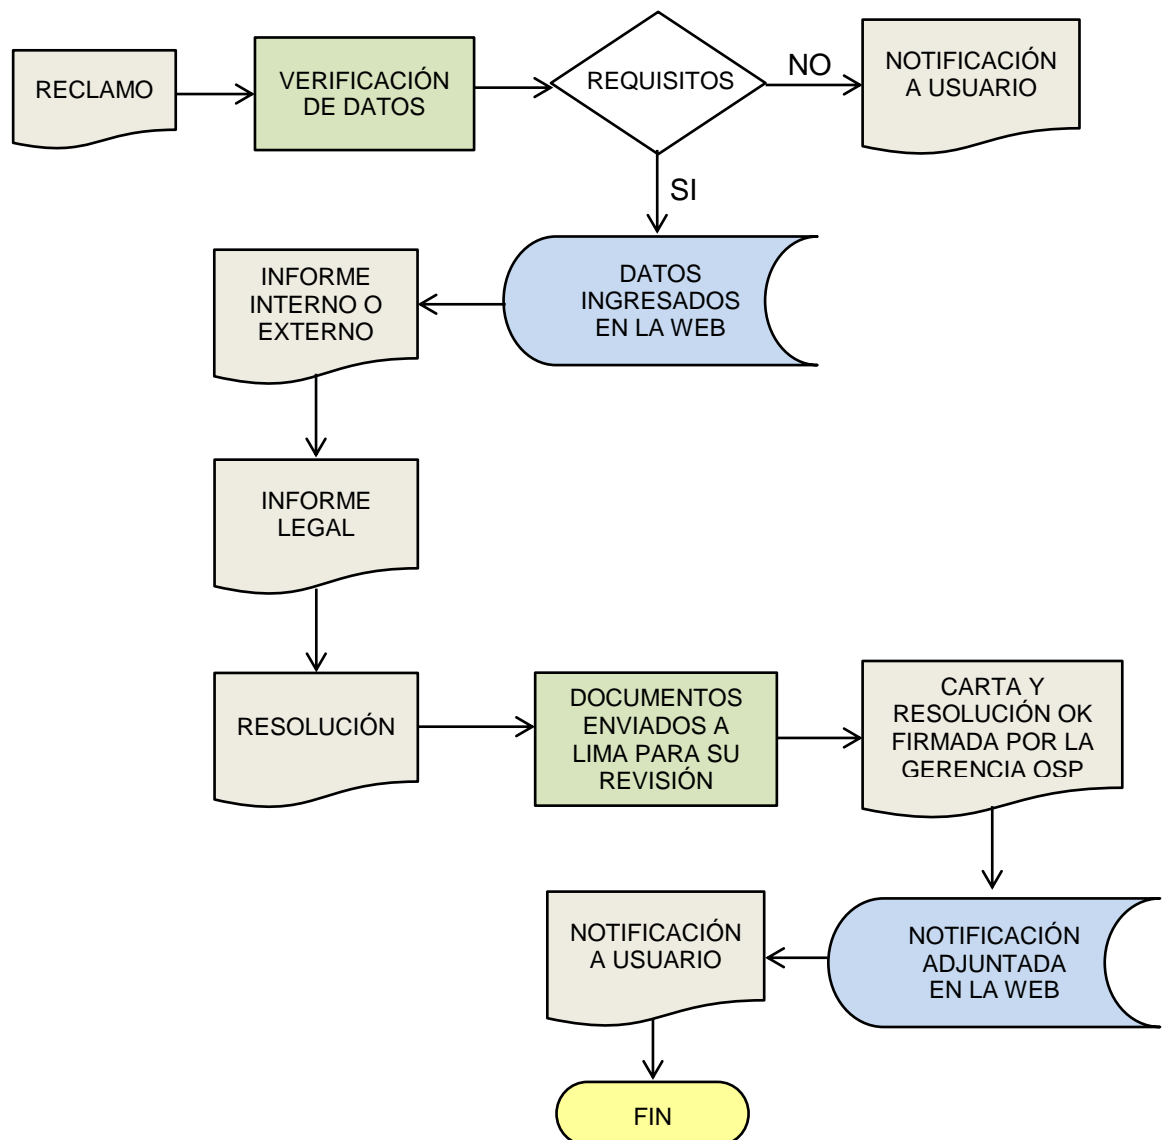 RECLAMO
VERIFICACIÓN
DE DATOS
REQUISITOS
NO
NOTIFICACIÓN
A USUARIO
SI
DATOS
INGRESADOS
EN LA WEB
INFORME
INTERNO O
EXTERNO
INFORME
LEGAL
RESOLUCIÓN
DOCUMENTOS
ENVIADOS A
LIMA PARA SU
REVISIÓN
CARTA Y
RESOLUCIÓN OK
FIRMADA POR LA
GERENCIA OSP
NOTIFICACIÓN
ADJUNTADA
EN LA WEB
NOTIFICACIÓN
A USUARIO
FIN